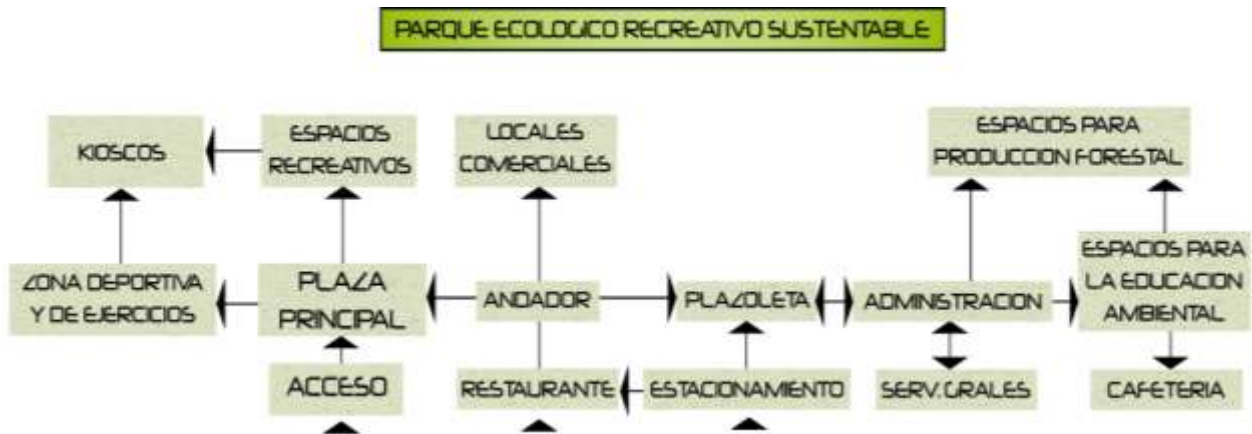 PARQUE ECOLOGICO RECREATIVO SUSTENTABLE
KIOSCOS
ESPACIOS
RECREATIVOS
LOCALES
COMERCIALES
ESPACIOS PARA
PRODUCCION FORESTAL
ZONA DEPORTIVA
Y DE EJERCICIOS
PLAZA
PRINCIPAL
ANDADOR
PLAZOLETA
ADMINISTRACION
ESPACIOS PARA
LA EDUCACION
AMBIENTAL
ACCESO
RESTAURANTE
ESTACIONAMIENTO
SERV. GRALES
CAFETERIA